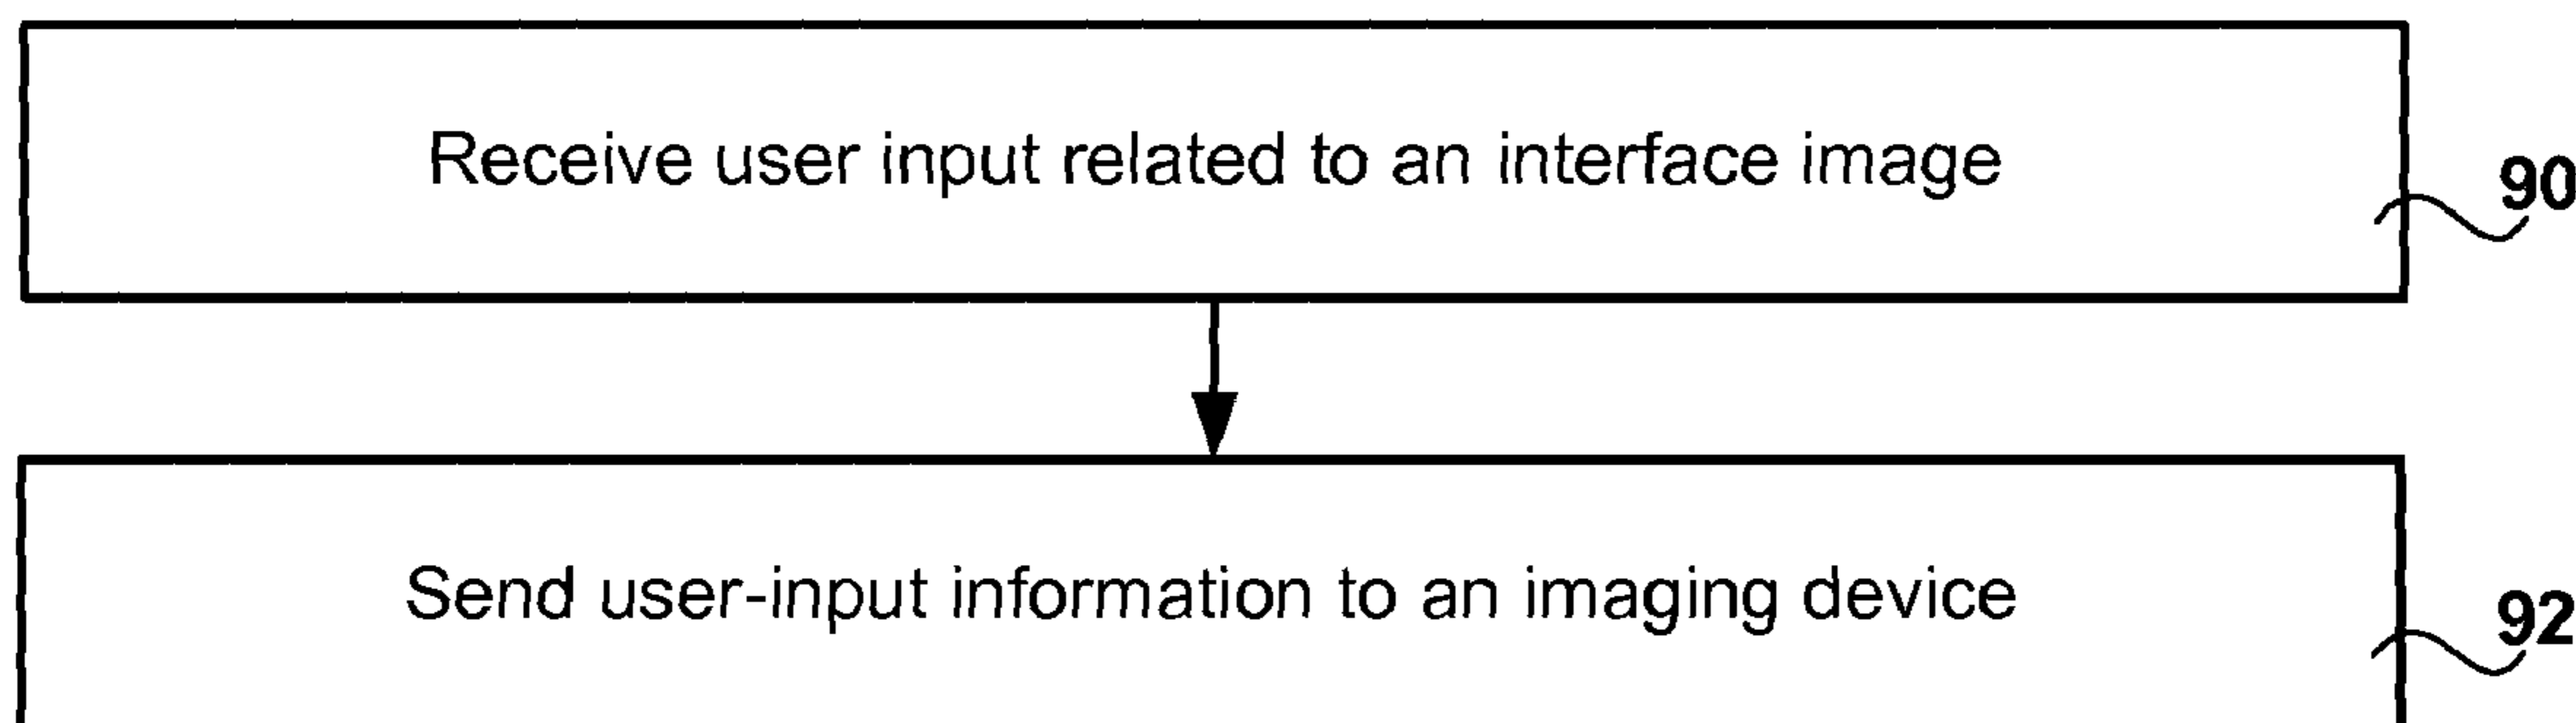 Receive user input related to an interface image
90
Send user-input information to an imaging device
92